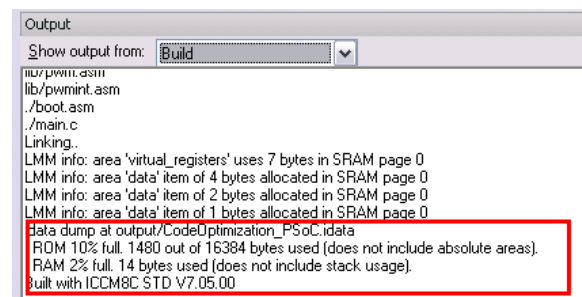 Output
Show output from: Build
lib/pwm.asm
lib/pwmint.asm
./boot.asm
./main.c
Linking..
LMM info: area 'virtual_registers' uses 7 bytes in SRAM page 0
LMM info: area 'data' item of 4 bytes allocated in SRAM page 0
LMM info: area 'data' item of 2 bytes allocated in SRAM page 0
LMM info: area 'data' item of 1 bytes allocated in SRAM page 0
data dump at output/CodeOptimization_PSoC.idata
ROM 10% full. 1480 out of 16384 bytes used (does not include absolute areas).
RAM 2% full. 14 bytes used (does not include stack usage).
Built with ICCM8C STD V7.05.00